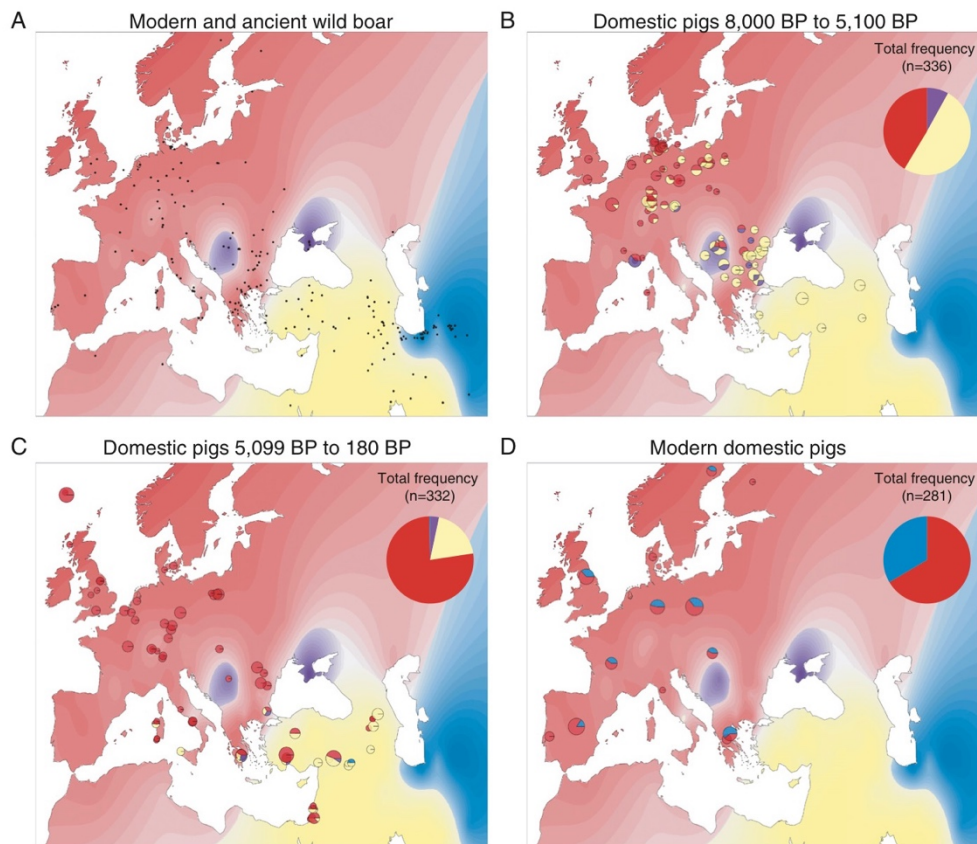 A Modern and ancient wild boar
B Domestic pigs 8,000 BP to 5,100 BP
Total frequency
(n=336)
C Domestic pigs 5,099 BP to 180 BP
Total frequency
(n=332)
D Modern domestic pigs
Total frequency
(n=281)